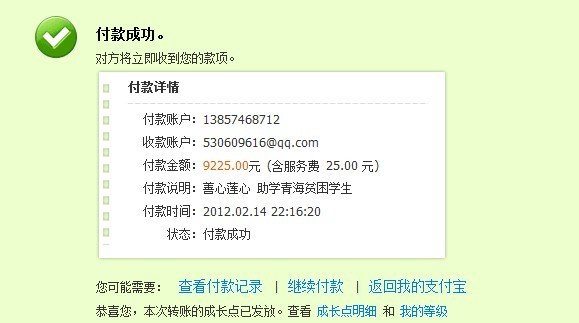 付款成功。
对方将立即收到您的款项。
付款详情
付款账户：13857468712
收款账户：530609616@qq.com
付款金额：9225.00元 (含服务费 25.00 元)
付款说明：善心莲心 助学青海贫困学生
付款时间：2012.02.14 22:16:20
状态：付款成功
您可能需要： 查看付款记录 | 继续付款 | 返回我的支付宝
恭喜您，本次转账的成长点已发放。查看 成长点明细 和 我的等级